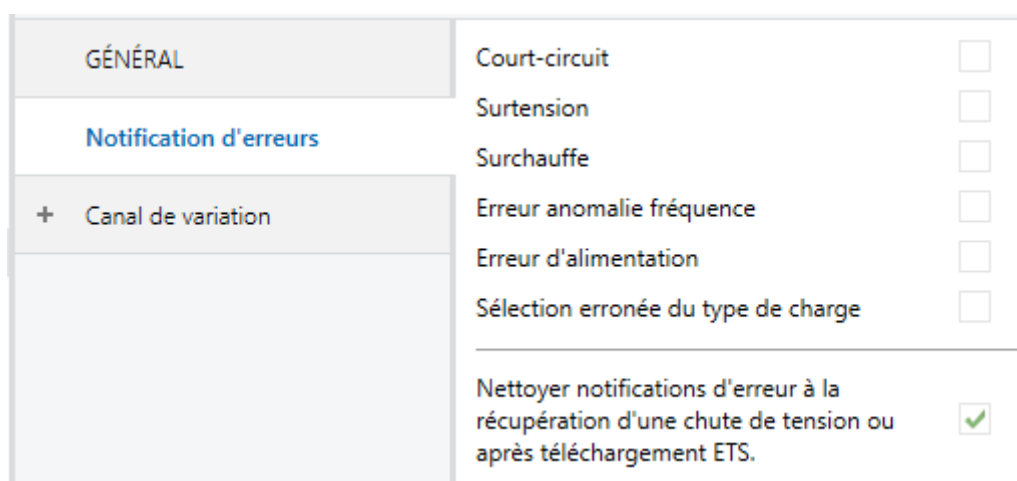 GÉNÉRAL
Notification d'erreurs
+ Canal de variation
Court-circuit
Surtension
Surchauffe
Erreur anomalie fréquence
Erreur d'alimentation
Sélection erronée du type de charge
Nettoyer notifications d'erreur à la
récupération d'une chute de tension ou
après téléchargement ETS.